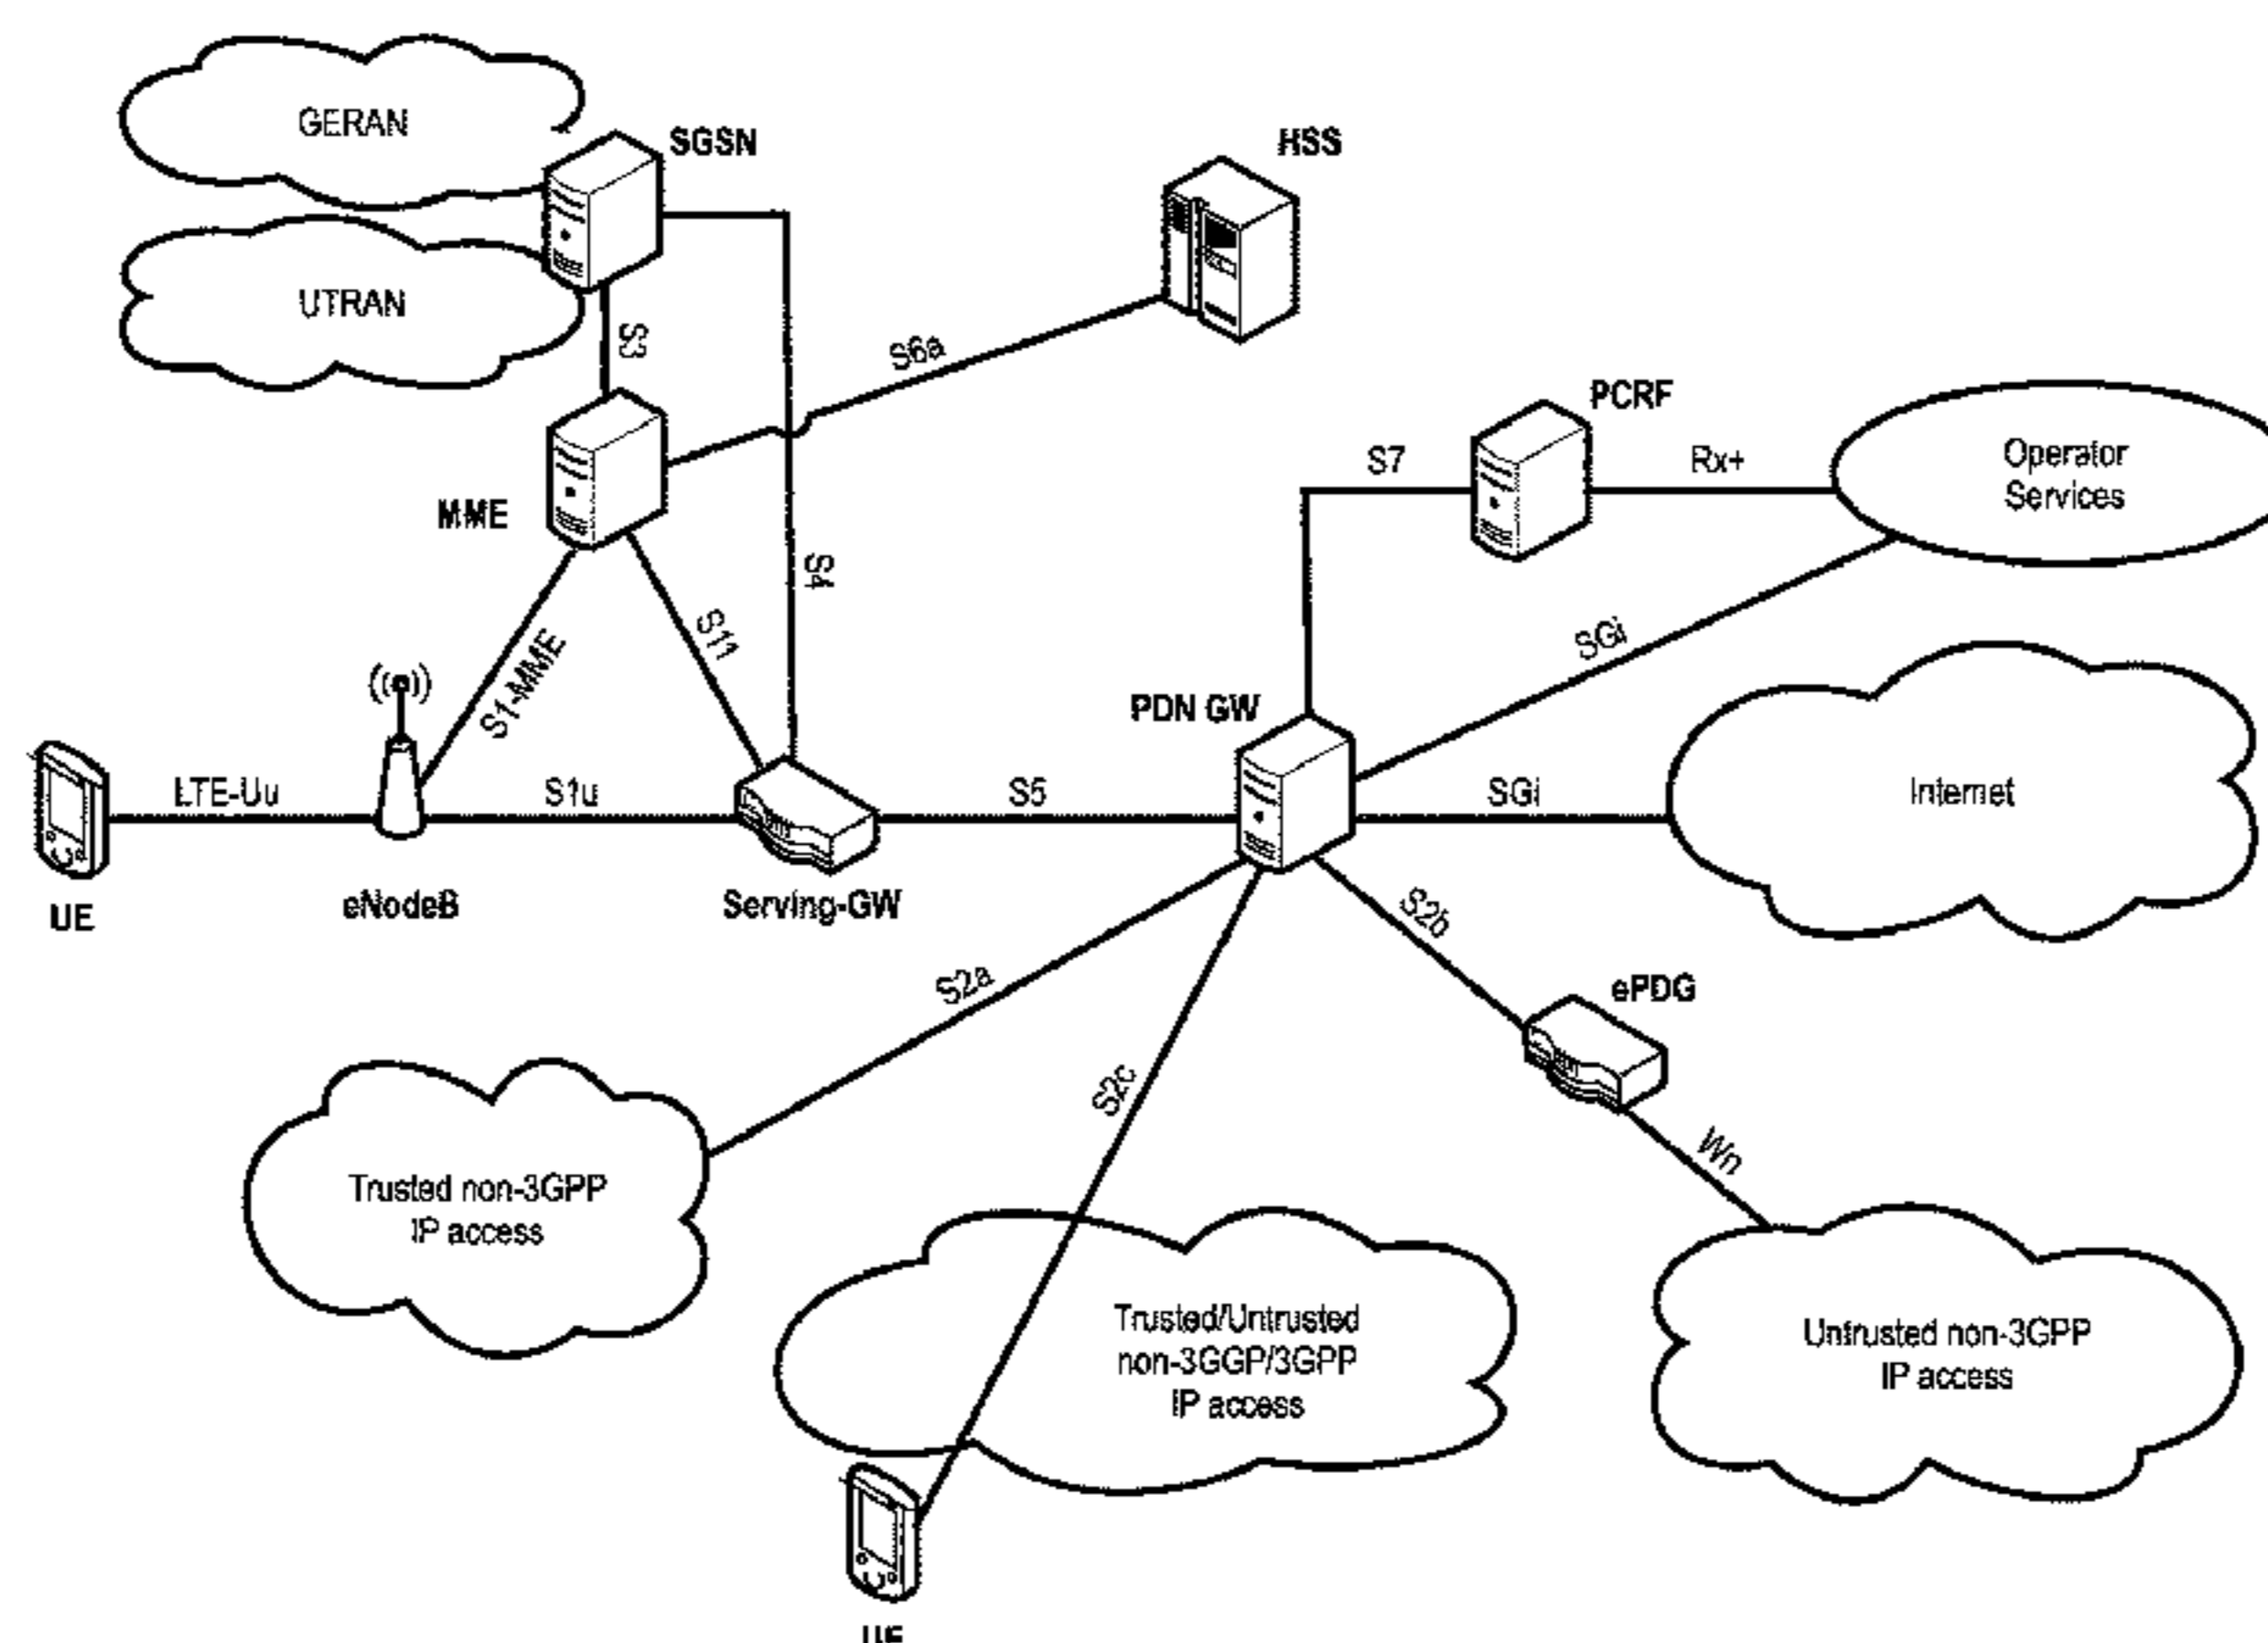 GERAN
SGSN
HSS
UTRAN
S3
S6a
PCRF
MME
S7
Rx+
Operator
Services
S4
S1-MME
S11
SGi
PDN GW
LTE-Uu
S1u
S5
SGi
Internet
UE
eNodeB
Serving-GW
S2a
S2b
ePDG
S2c
Wn
Trusted non-3GPP
IP access
Trusted/Untrusted
non-3GGP/3GPP
IP access
Untrusted non-3GPP
IP access
UE